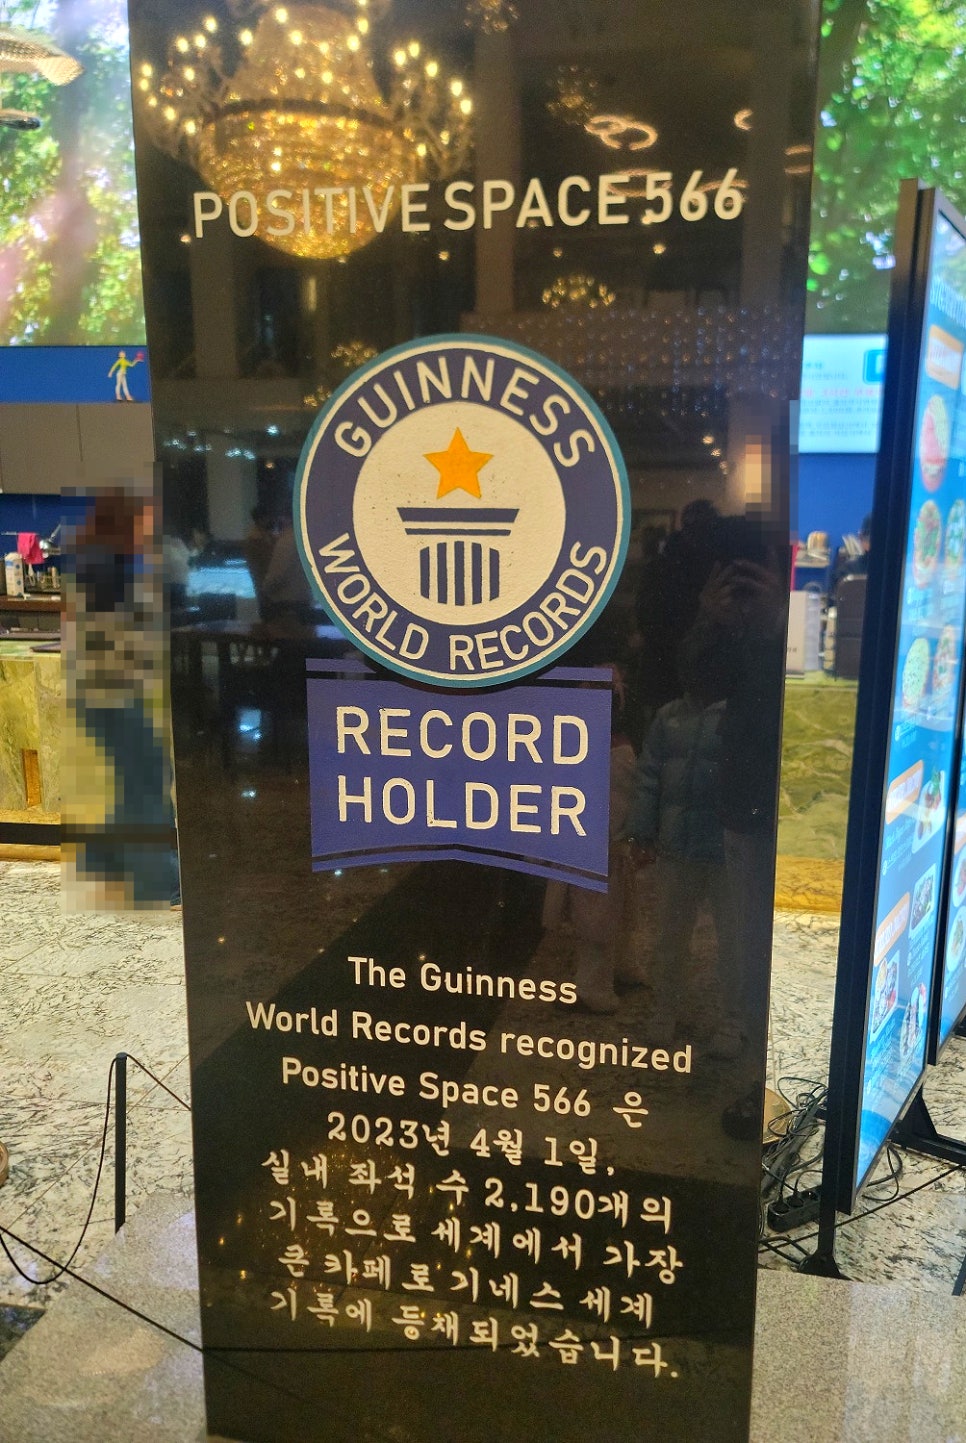 POSITIVE SPACE 566
GUINNESS
WORLD RECORDS
RECORD
HOLDER
The Guinness
World Records recognized
Positive Space 566 은
2023년 4월 1일,
실내 좌석 수 2,190개의
기록으로 세계에서 가장
큰 카페로 기네스 세계
기록에 등채되었습니다.